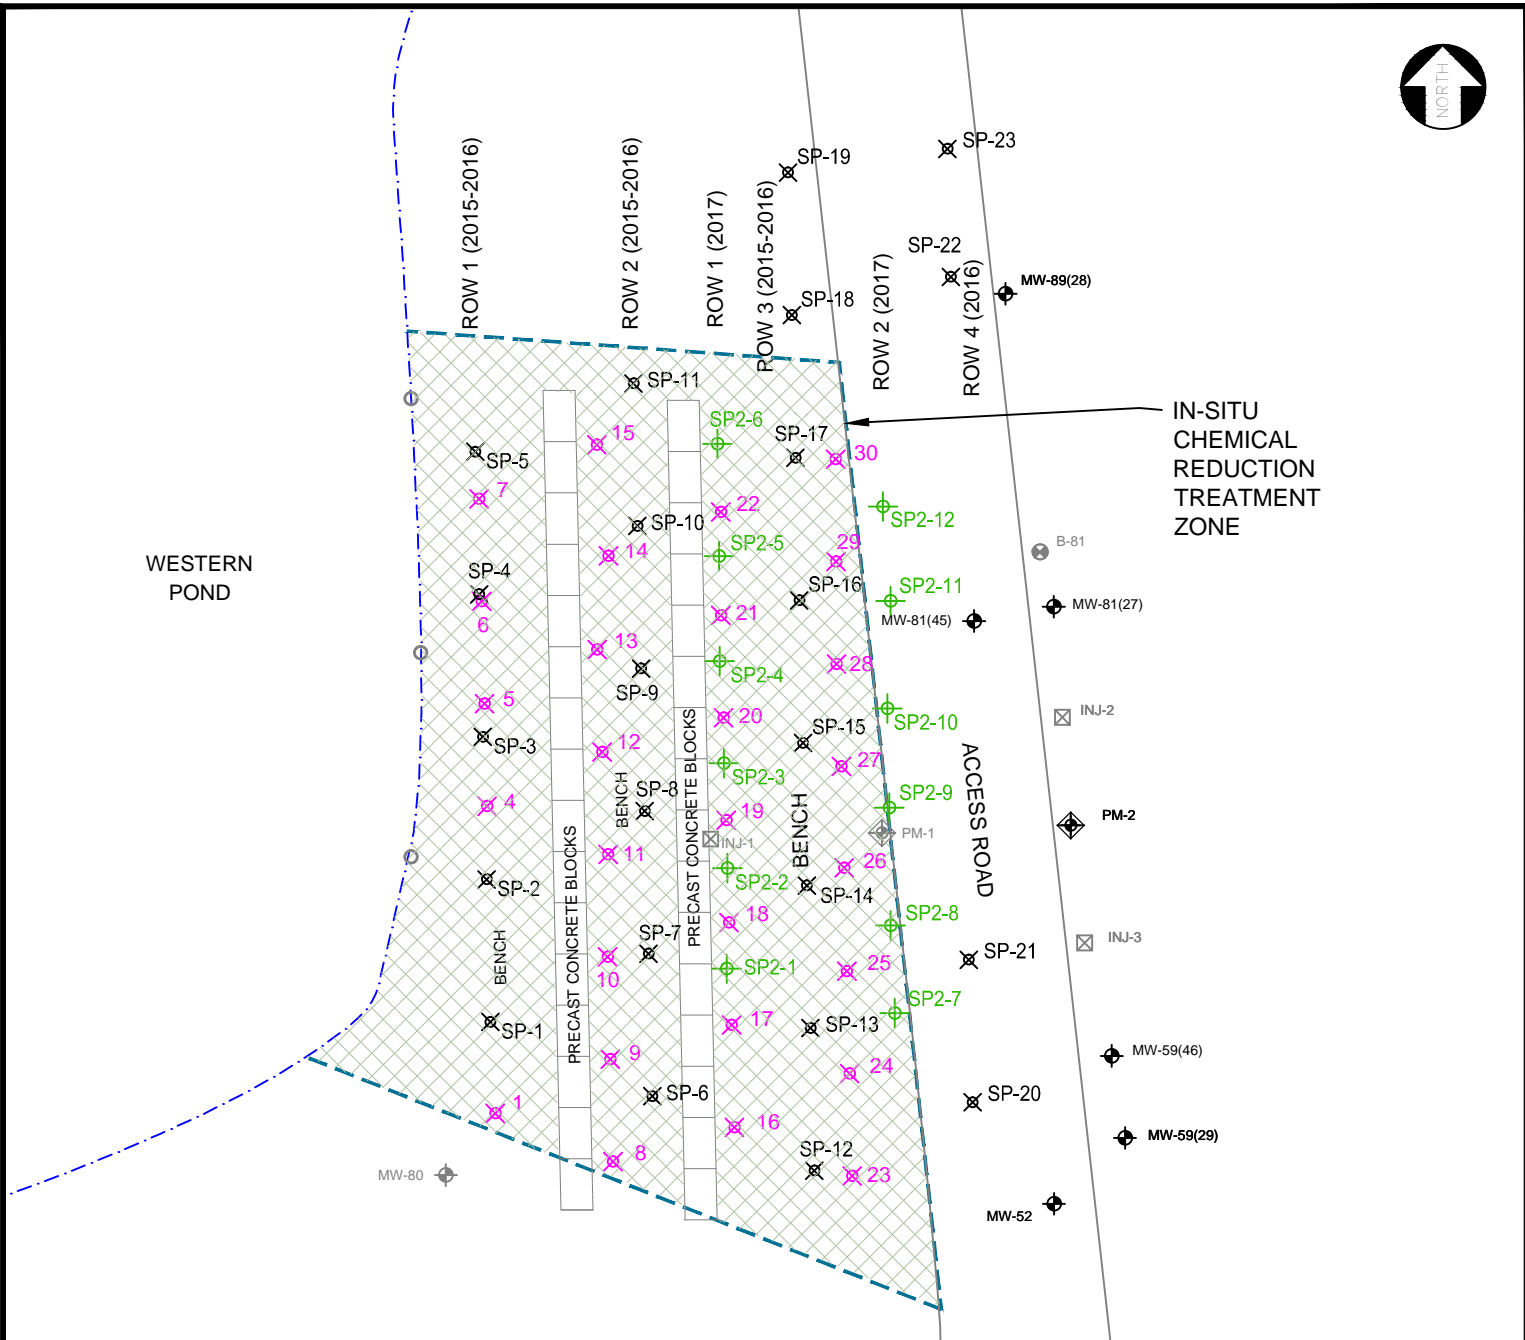 NORTH
SP-23
SP-19
ROW 1 (2015-2016)
ROW 2 (2015-2016)
ROW 1 (2017)
ROW 3 (2015-2016)
ROW 2 (2017)
ROW 4 (2016)
SP-22
MW-89(28)
SP-18
SP-11
IN-SITU
CHEMICAL
REDUCTION
TREATMENT
ZONE
SP2-6
15
SP-17
30
SP-5
7
22
SP-10
SP2-12
14
SP2-5
29
B-81
WESTERN
POND
SP-4
6
SP-16
SP2-11
MW-81(27)
21
MW-81(45)
13
SP-9
SP2-4
28
5
20
SP2-10
INJ-2
SP-3
12
SP-15
27
SP2-3
ACCESS ROAD
4
BENCH
SP-8
PRECAST CONCRETE BLOCKS
19
BENCH
SP2-9
PM-1
PM-2
INJ-1
11
26
SP-2
SP2-2
SP-14
PRECAST CONCRETE BLOCKS
18
SP2-8
SP-7
INJ-3
BENCH
10
SP2-1
25
SP-21
SP-1
17
SP-13
SP2-7
9
24
MW-59(46)
SP-6
SP-20
1
16
MW-59(29)
8
SP-12
23
MW-80
MW-52